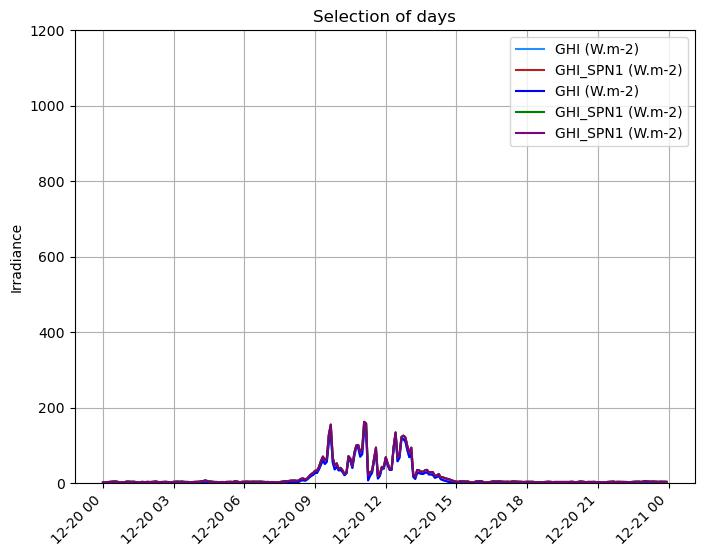 Selection of days
GHI (W.m-2)
GHI_SPN1 (W.m-2)
GHI (W.m-2)
GHI_SPN1 (W.m-2)
GHI_SPN1 (W.m-2)
Irradiance
1200
1000
800
600
400
200
0
12-20 00
12-20 03
12-20 06
12-20 09
12-20 12
12-20 15
12-20 18
12-20 21
12-21 00